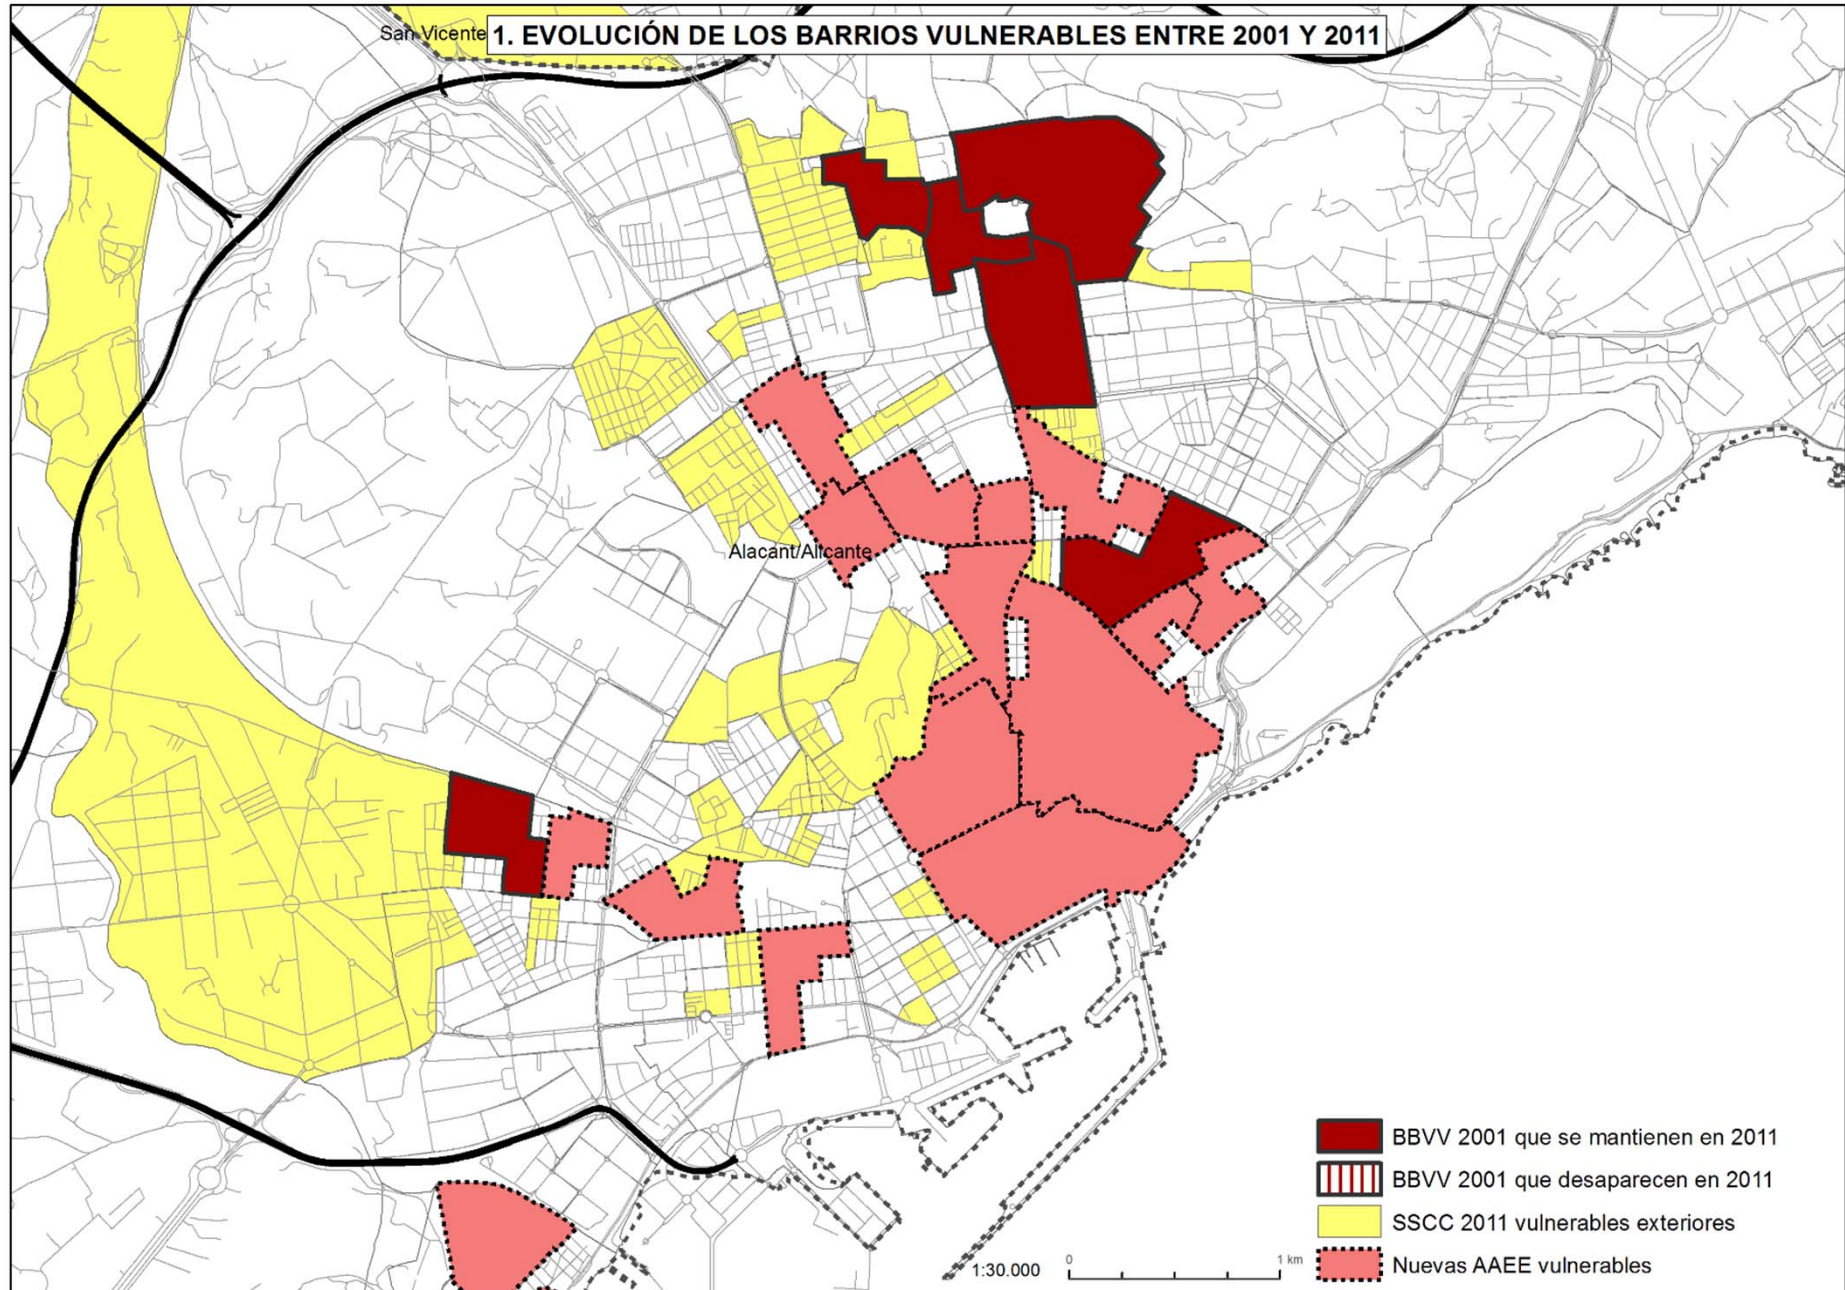 San Vicente
1. EVOLUCIÓN DE LOS BARRIOS VULNERABLES ENTRE 2001 Y 2011
Alacant/Alicante
BBVV 2001 que se mantienen en 2011
BBVV 2001 que desaparecen en 2011
SSCC 2011 vulnerables exteriores
Nuevas AAEE vulnerables
1:30.000
0
1 km